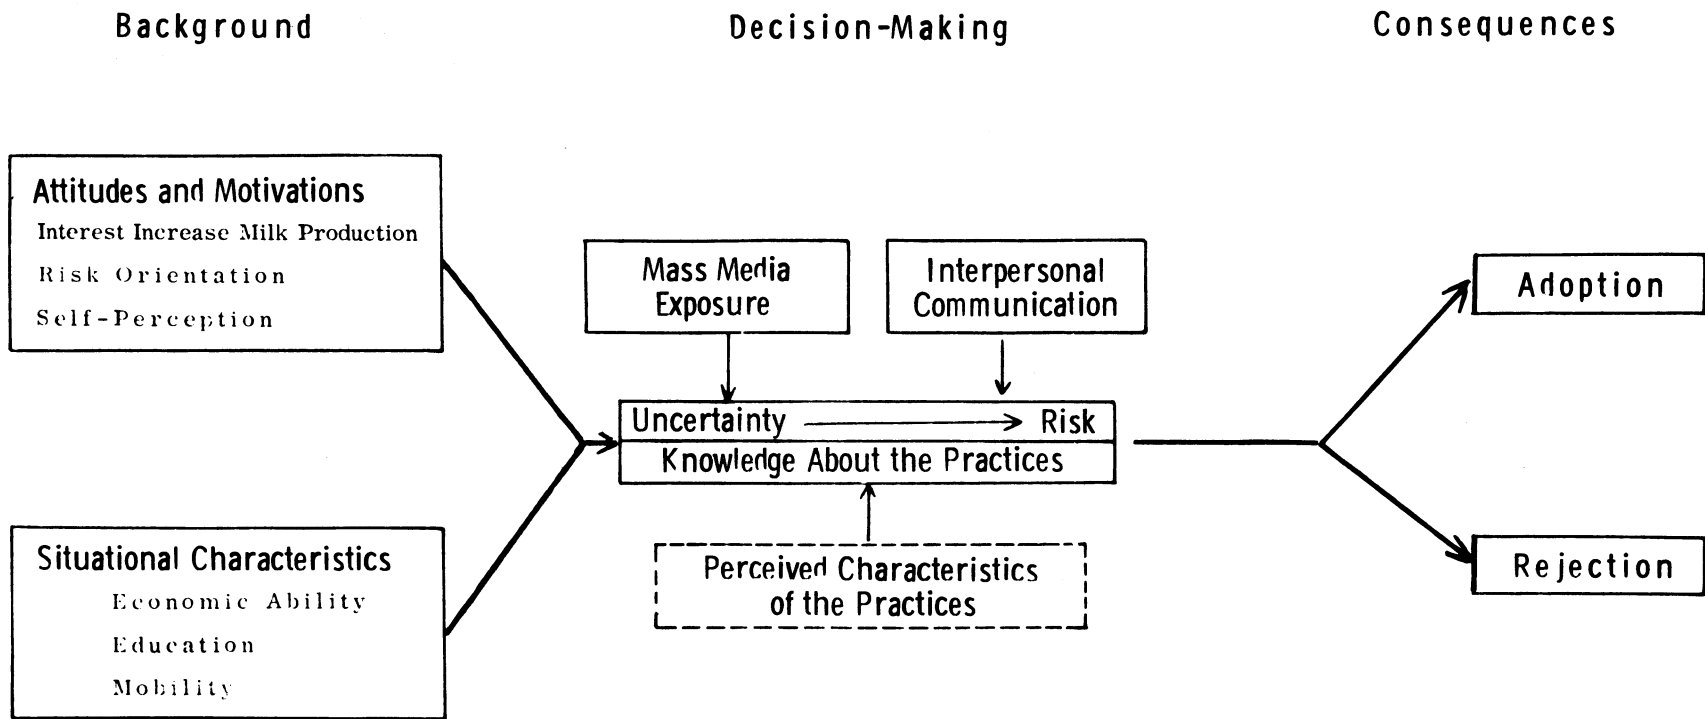 Background
Decision-Making
Consequences
Attitudes and Motivations
Interest Increase Milk Production
Risk Orientation
Self-Perception
Situational Characteristics
Economic Ability
Education
Mobility
Mass Media
Exposure
Interpersonal
Communication
Uncertainty Risk
Knowledge About the Practices
Perceived Characteristics
of the Practices
Adoption
Rejection